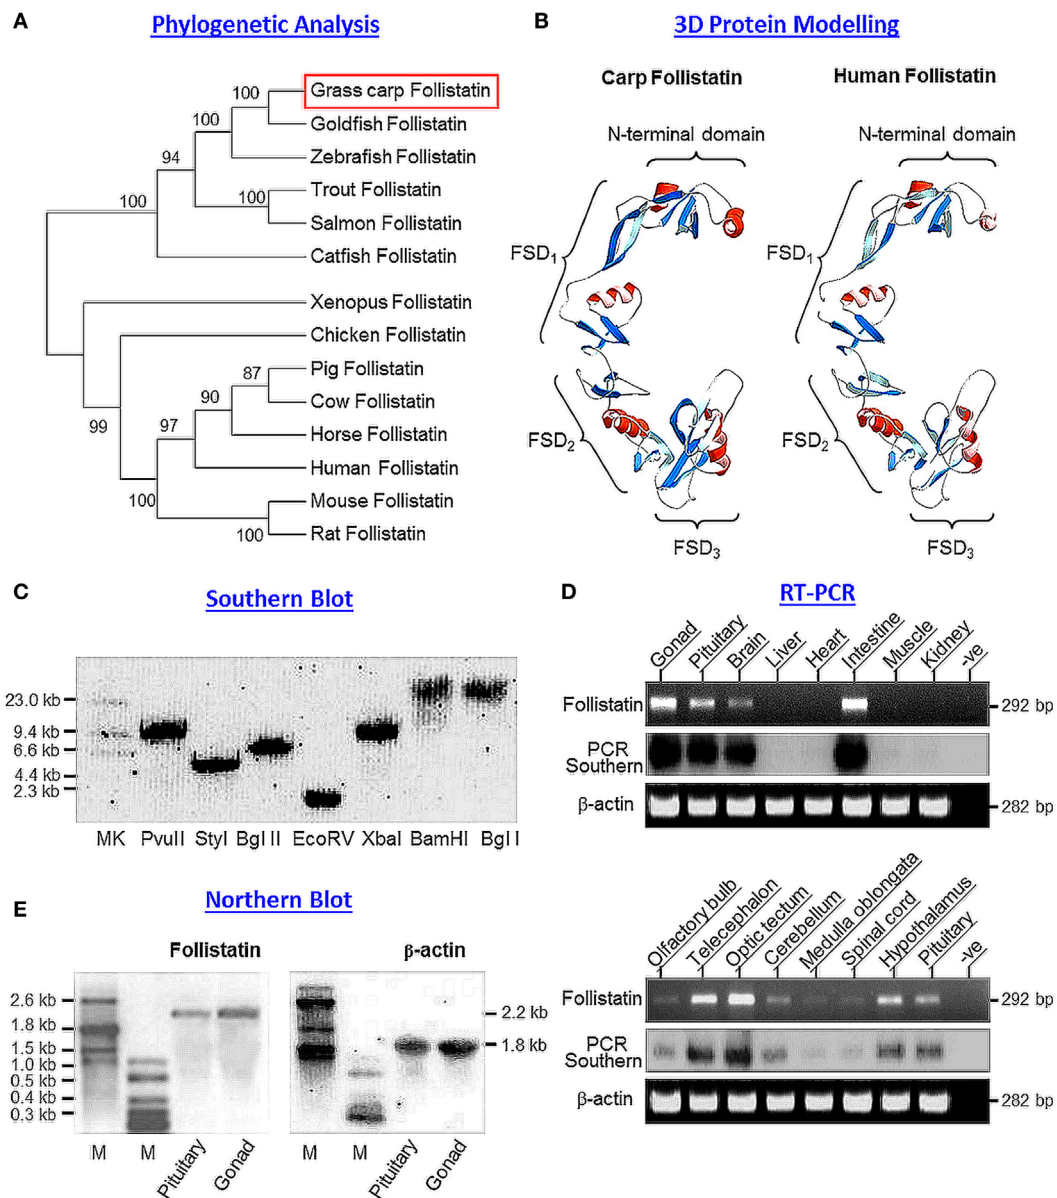 A
Phylogenetic Analysis
100
Grass carp Follistatin
100
Goldfish Follistatin
94
Zebrafish Follistatin
100
100
Trout Follistatin
Salmon Follistatin
Catfish Follistatin
Xenopus Follistatin
Chicken Follistatin
87
Pig Follistatin
90
Cow Follistatin
99
97
Horse Follistatin
Human Follistatin
100
Mouse Follistatin
100
Rat Follistatin
B
3D Protein Modelling
Carp Follistatin
Human Follistatin
N-terminal domain
N-terminal domain
FSD1
FSD1
FSD2
FSD2
FSD3
FSD3
C
Southern Blot
23.0 kb
9.4 kb
6.6 kb
4.4 kb
2.3 kb
MK PvuII StyI BgI II EcoRV XbaI BamHI BgI I
D
RT-PCR
Gonad
Pituitary
Brain
Liver
Heart
Intestine
Muscle
Kidney
-ve
Follistatin
292 bp
PCR
Southern
β-actin
282 bp
Olfactory bulb
Telecephalon
Optic tectum
Cerebellum
Medulla oblongata
Spinal cord
Hypothalamus
Pituitary
-ve
Follistatin
292 bp
PCR
Southern
β-actin
282 bp
E
Northern Blot
Follistatin
β-actin
2.6 kb
1.8 kb
1.5 kb
1.0 kb
0.5 kb
0.4 kb
0.3 kb
2.2 kb
1.8 kb
M
M
Pituitary
Gonad
M
M
Pituitary
Gonad